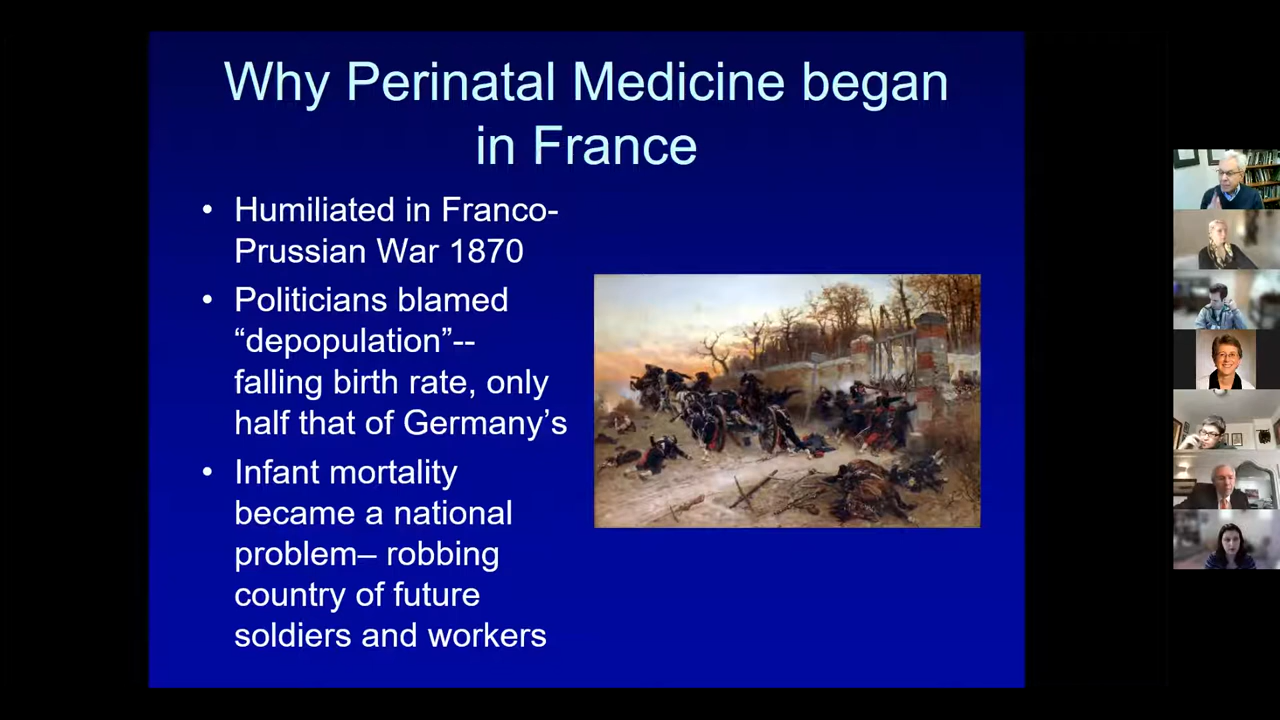 Why Perinatal Medicine began
in France
• Humiliated in Franco-
Prussian War 1870
• Politicians blamed
“depopulation”--
falling birth rate, only
half that of Germany’s
• Infant mortality
became a national
problem– robbing
country of future
soldiers and workers